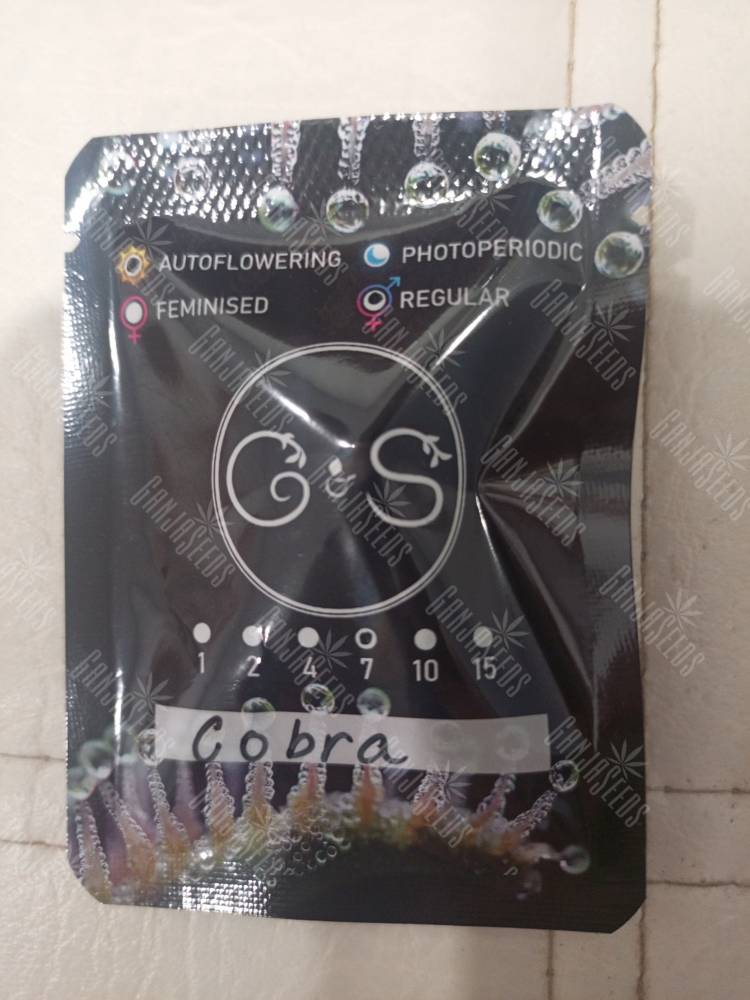 AUTOFLOWERING PHOTOPERIODIC
FEMINISED REGULAR
G S
1 2 4 7 10 15
Cobra
GANJASEEDS